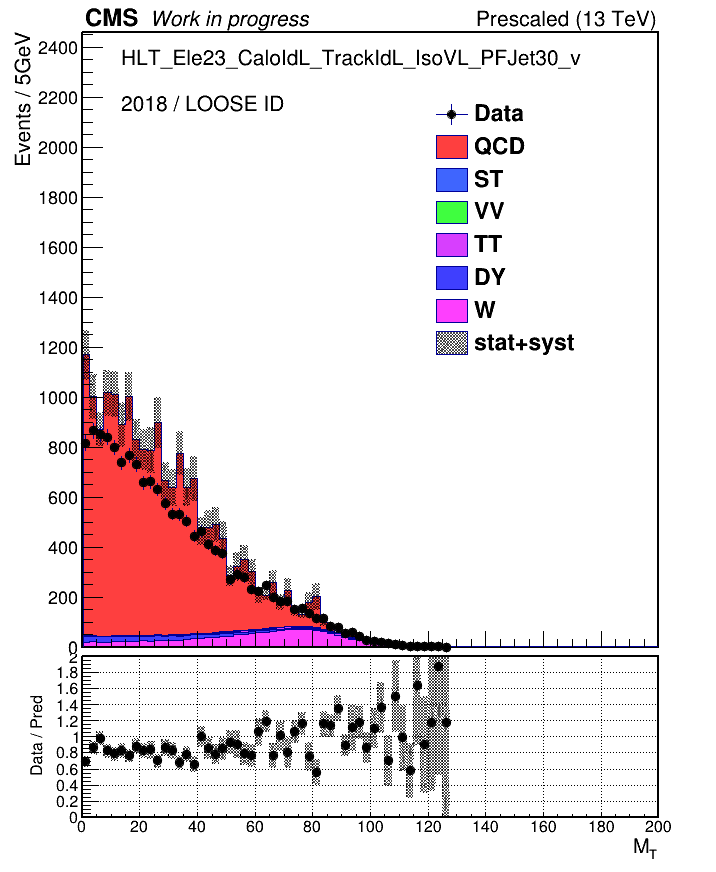 CMS Work in progress Prescaled (13 TeV)
Events / 5GeV
HLT_Ele23_CaloIdL_TrackIdL_IsoVL_PFJet30_v
2018 / LOOSE ID
Data
QCD
ST
VV
TT
DY
W
stat+syst
2400
2200
2000
1800
1600
1400
1200
1000
800
600
400
200
0
Data / Pred
2
1.8
1.6
1.4
1.2
1
0.8
0.6
0.4
0.2
0
0 20 40 60 80 100 120 140 160 180 200
M_T